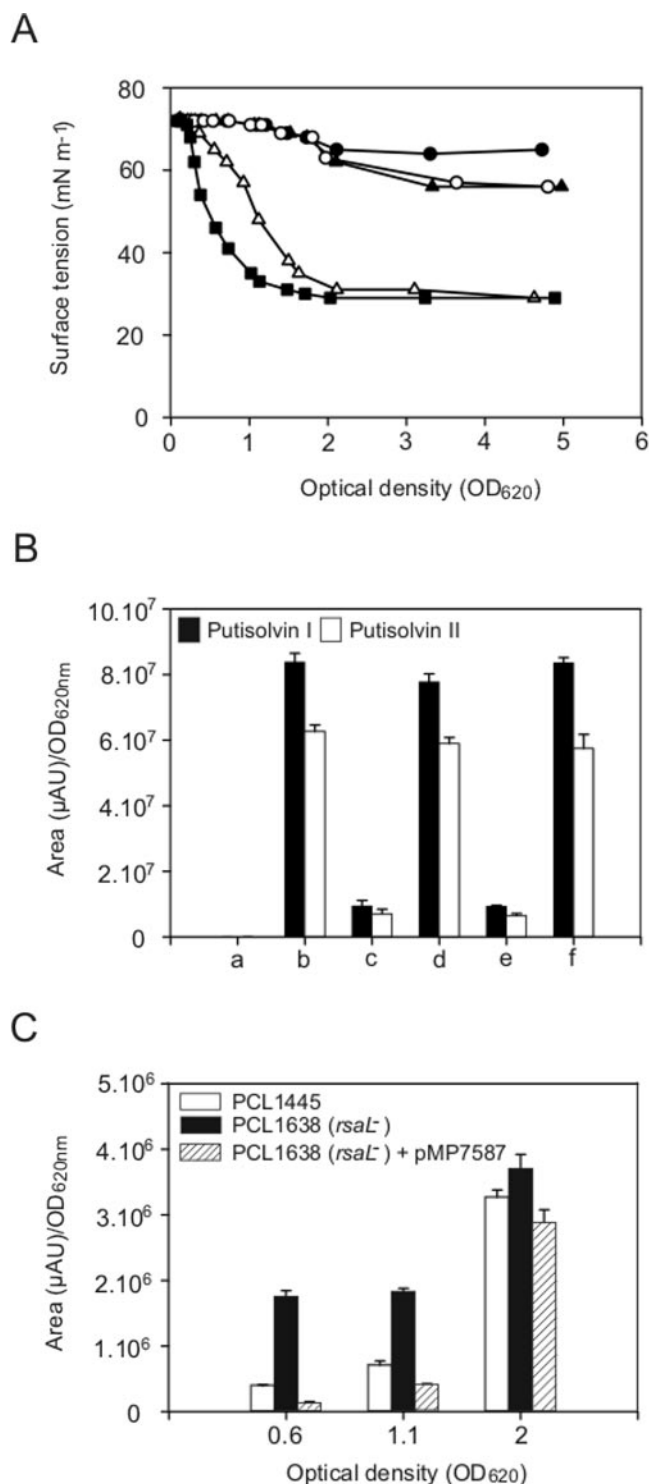 A
80
60
40
20
0
Surface tension (mN m⁻¹)
0 1 2 3 4 5 6
Optical density (OD₆₂₀)
B
10.10⁷
8.10⁷
6.10⁷
4.10⁷
2.10⁷
0
Area (µAU)/OD₆₂₀ₙₘ
Putisolvin I Putisolvin II
a b c d e f
C
5.10⁶
4.10⁶
3.10⁶
2.10⁶
1.10⁶
0
Area (µAU)/OD₆₂₀ₙₘ
PCL1445
PCL1638 (rsaL⁻)
PCL1638 (rsaL⁻) + pMP7587
0.6 1.1 2
Optical density (OD₆₂₀)